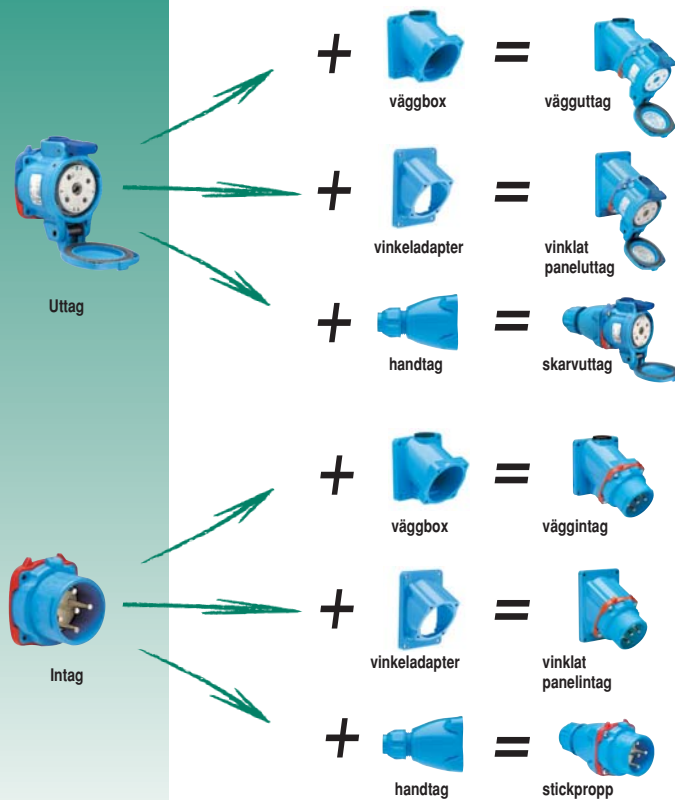 + =
väggbox vägguttag
+ =
vinkeladapter vinklat
paneluttag
Uttag
+ =
handtag skarvuttag
+ =
väggbox väggintag
+ =
vinkeladapter vinklat
panelintag
Intag
+ =
handtag stickpropp